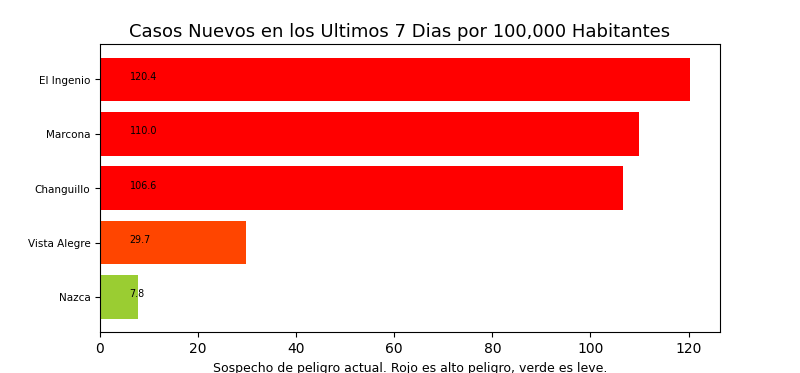 Casos Nuevos en los Ultimos 7 Dias por 100,000 Habitantes
El Ingenio 120.4
Marcona 110.0
Changuillo 106.6
Vista Alegre 29.7
Nazca 7.8
0 20 40 60 80 100 120
Sospecho de peligro actual. Rojo es alto peligro, verde es leve.